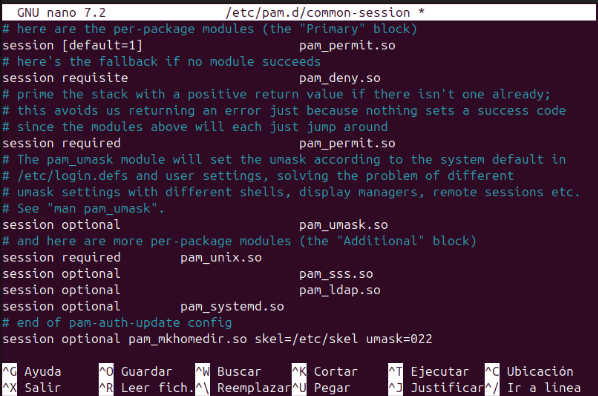 GNU nano 7.2 /etc/pam.d/common-session *
# here are the per-package modules (the "Primary" block)
session [default=1] pam_permit.so
# here's the fallback if no module succeeds
session requisite pam_deny.so
# prime the stack with a positive return value if there isn't one already;
# this avoids us returning an error just because nothing sets a success code
# since the modules above will each just jump around
session required pam_permit.so
# The pam_umask module will set the umask according to the system default in
# /etc/login.defs and user settings, solving the problem of different
# umask settings with different shells, display managers, remote sessions etc.
# See "man pam_umask".
session optional pam_umask.so
# and here are more per-package modules (the "Additional" block)
session required pam_unix.so
session optional pam_sss.so
session optional pam_ldap.so
session optional pam_systemd.so
# end of pam-auth-update config
session optional pam_mkhomedir.so skel=/etc/skel umask=022
^G Ayuda ^O Guardar ^W Buscar ^K Cortar ^T Ejecutar ^C Ubicación
^X Salir ^R Leer fich.^\ Reemplazar^U Pegar ^J Justificar^/ Ir a línea